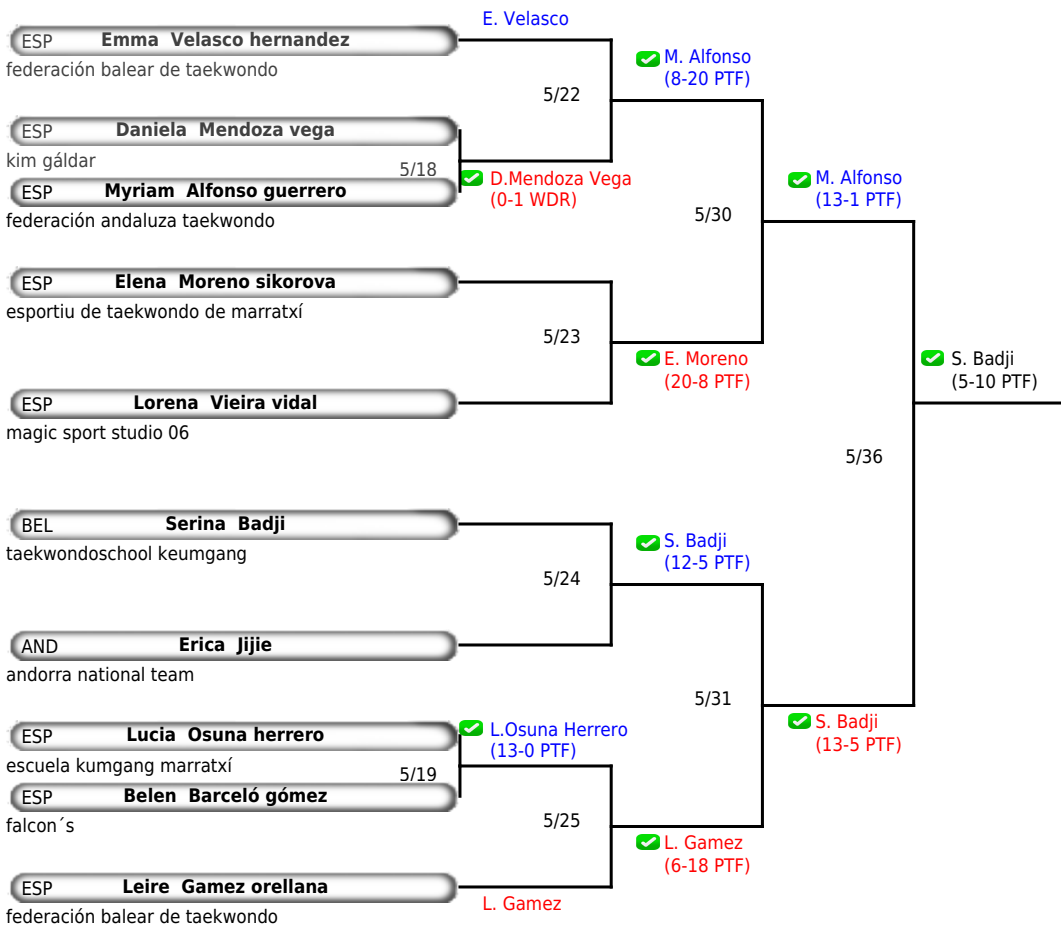 E. Velasco
ESP Emma Velasco hernandez
federación balear de taekwondo
M. Alfonso
(8-20 PTF)
5/22
ESP Daniela Mendoza vega
kim gáldar
5/18
D.Mendoza Vega
(0-1 WDR)
ESP Myriam Alfonso guerrero
federación andaluza taekwondo
M. Alfonso
(13-1 PTF)
5/30
ESP Elena Moreno sikorova
esportiu de taekwondo de marratxí
5/23
E. Moreno
(20-8 PTF)
S. Badji
(5-10 PTF)
ESP Lorena Vieira vidal
magic sport studio 06
5/36
BEL Serina Badji
taekwondoschool keumgang
S. Badji
(12-5 PTF)
5/24
AND Erica Jijie
andorra national team
5/31
S. Badji
(13-5 PTF)
ESP Lucia Osuna herrero
escuela kumgang marratxí
5/19
L.Osuna Herrero
(13-0 PTF)
ESP Belen Barceló gómez
falcon´s
5/25
L. Gamez
(6-18 PTF)
ESP Leire Gamez orellana
federación balear de taekwondo
L. Gamez